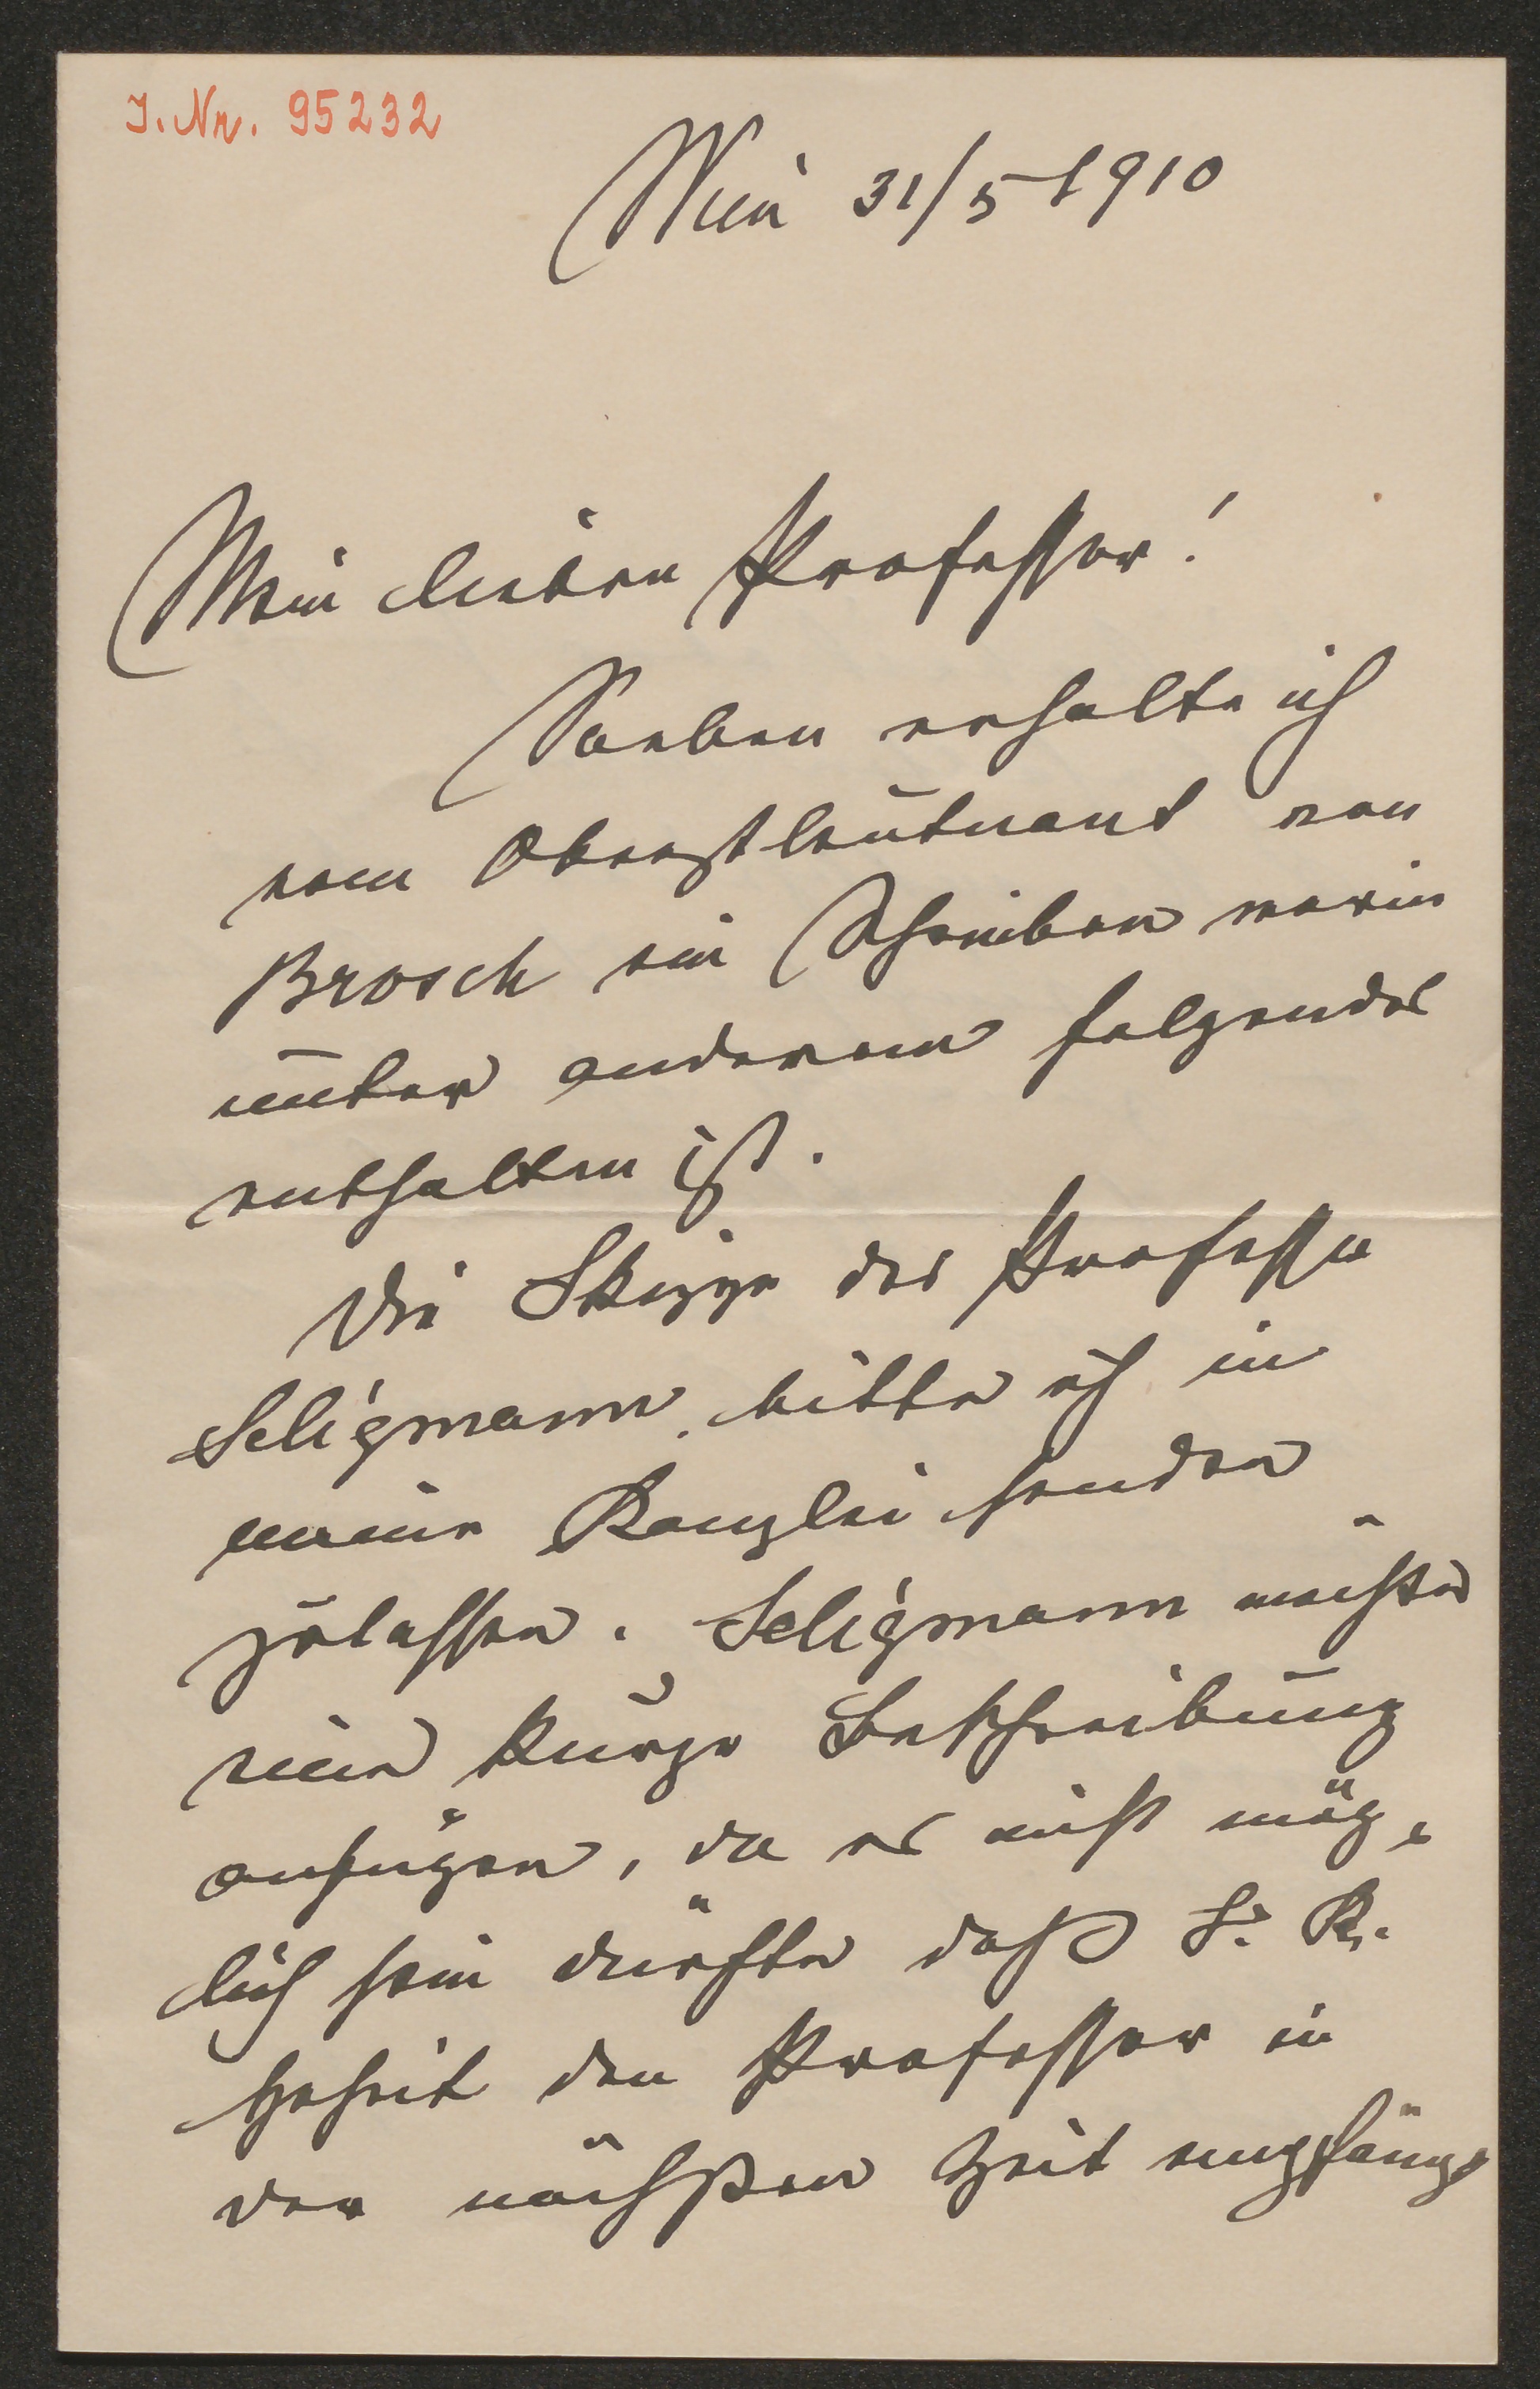 I. Nr. 95232
Wien 31/5 1910
Mein lieber Professor!
Soeben erhalte ich
vom Oberstleutnant von
Brosch ein Schreiben worin
unter anderem folgendes
enthalten ist.
Die Skizze des Professor
Seligmann, bitte ich in
meine Kanzlei senden
zu lassen. Seligmann möchte
eine kurze Beschreibung
anfügen, da es nicht mög-
lich sein dürfte daß S. K.
Hoheit den Professor in
der nächsten Zeit empfängt